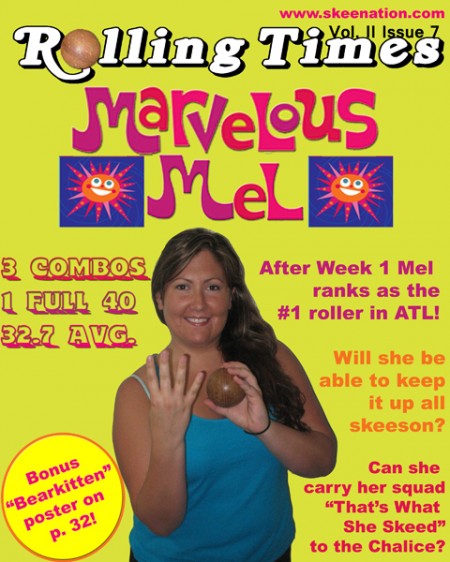 www.skeenation.com
Vol. II Issue 7
Rolling Times
Marvelous
Mel
3 COMBOS
1 FULL 40
32.7 AVG.
After Week 1 Mel
ranks as the
#1 roller in ATL!
Will she be
able to keep
it up all
skeeson?
Can she
carry her squad
“That’s What
She Skeed”
to the Chalice?
Bonus
“Bearkitten”
poster on
p. 32!